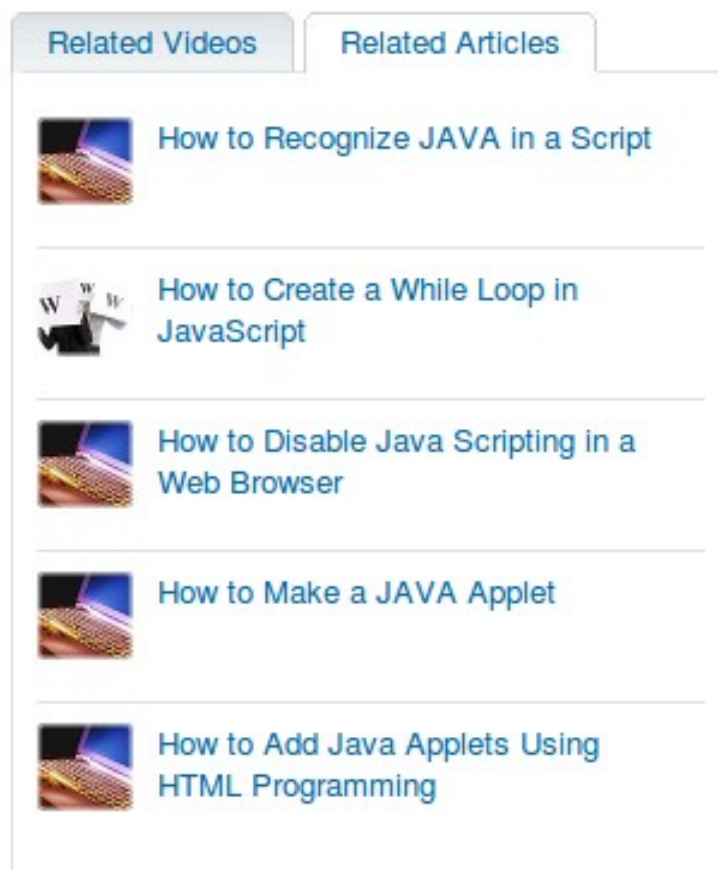 Related Videos
Related Articles
How to Recognize JAVA in a Script
W W W
How to Create a While Loop in
JavaScript
How to Disable Java Scripting in a
Web Browser
How to Make a JAVA Applet
How to Add Java Applets Using
HTML Programming